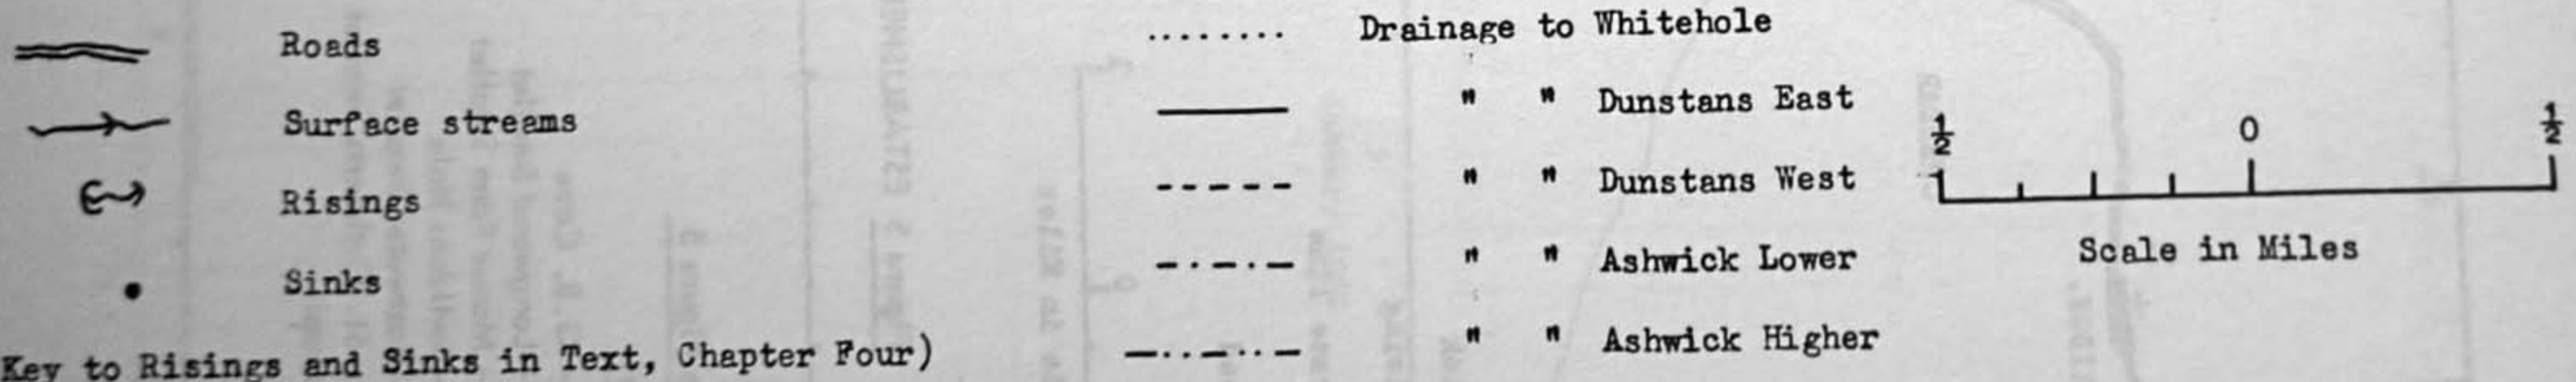 Roads
Surface streams
Risings
Sinks
Key to Risings and Sinks in Text, Chapter Four)
Drainage to Whitehole
" " Dunstans East
" " Dunstans West
" " Ashwick Lower
" " Ashwick Higher
½ 0 ½
Scale in Miles